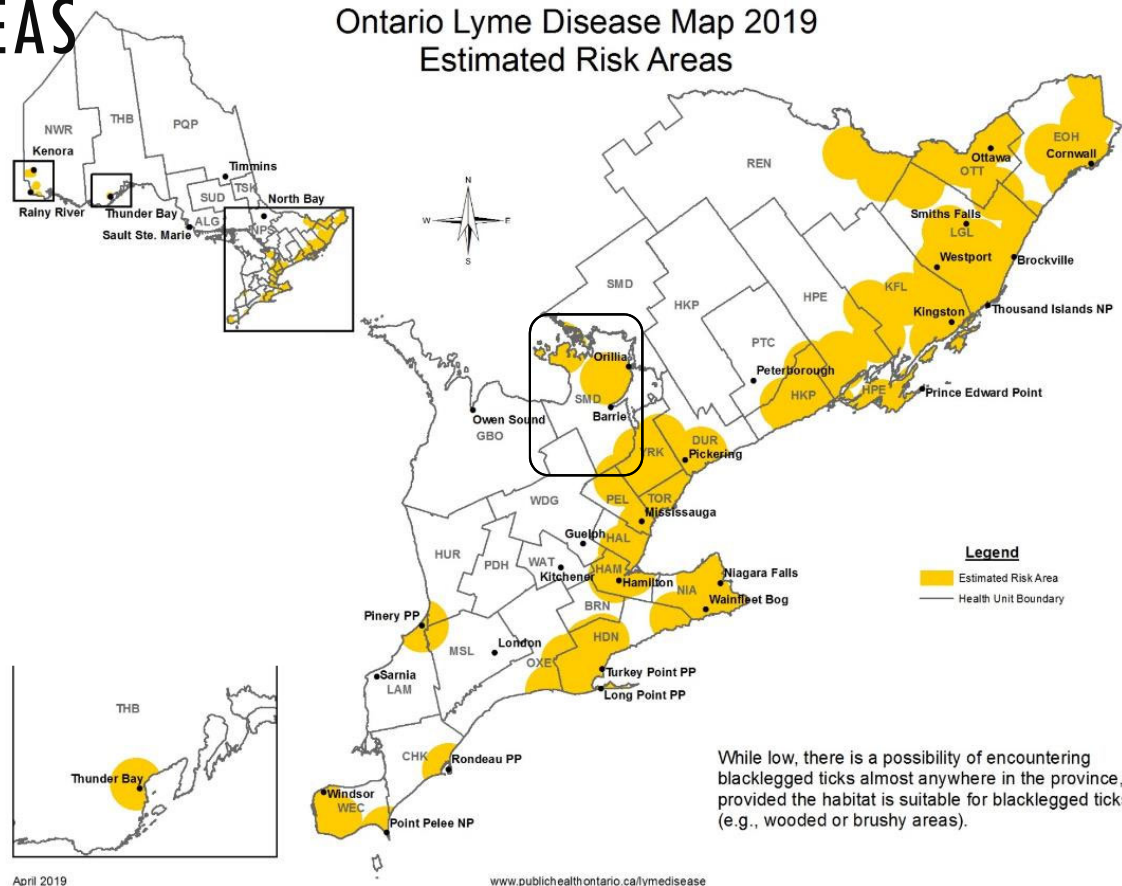 EAS
Ontario Lyme Disease Map 2019
Estimated Risk Areas
NWR
THB
PQP
Kenora
Timmins
TSK
SUD
North Bay
Rainy River
Thunder Bay
ALG
NPS
Sault Ste. Marie
N
W
E
S
REN
EOH
Ottawa
Cornwall
OTT
Smiths Falls
LGL
Westport
Brockville
SMD
HKP
HPE
KFL
Kingston
Thousand Islands NP
PTC
Orillia
Peterborough
HKP
HPE
Prince Edward Point
SMD
Barrie
Owen Sound
GBO
YRK
DUR
Pickering
WDG
PEL
TOR
Mississauga
Guelph
HAL
HUR
PDH
WAT
Kitchener
HAM
Hamilton
Niagara Falls
NIA
Wainfleet Bog
BRN
Legend
Estimated Risk Area
Health Unit Boundary
Pinery PP
HDN
MSL
London
OXE
Turkey Point PP
Sarnia
LAM
Long Point PP
THB
Thunder Bay
CHK
Rondeau PP
Windsor
WEC
Point Pelee NP
While low, there is a possibility of encountering
blacklegged ticks almost anywhere in the province,
provided the habitat is suitable for blacklegged ticks
(e.g., wooded or brushy areas).
April 2019
www.publichealthontario.ca/lymedisease